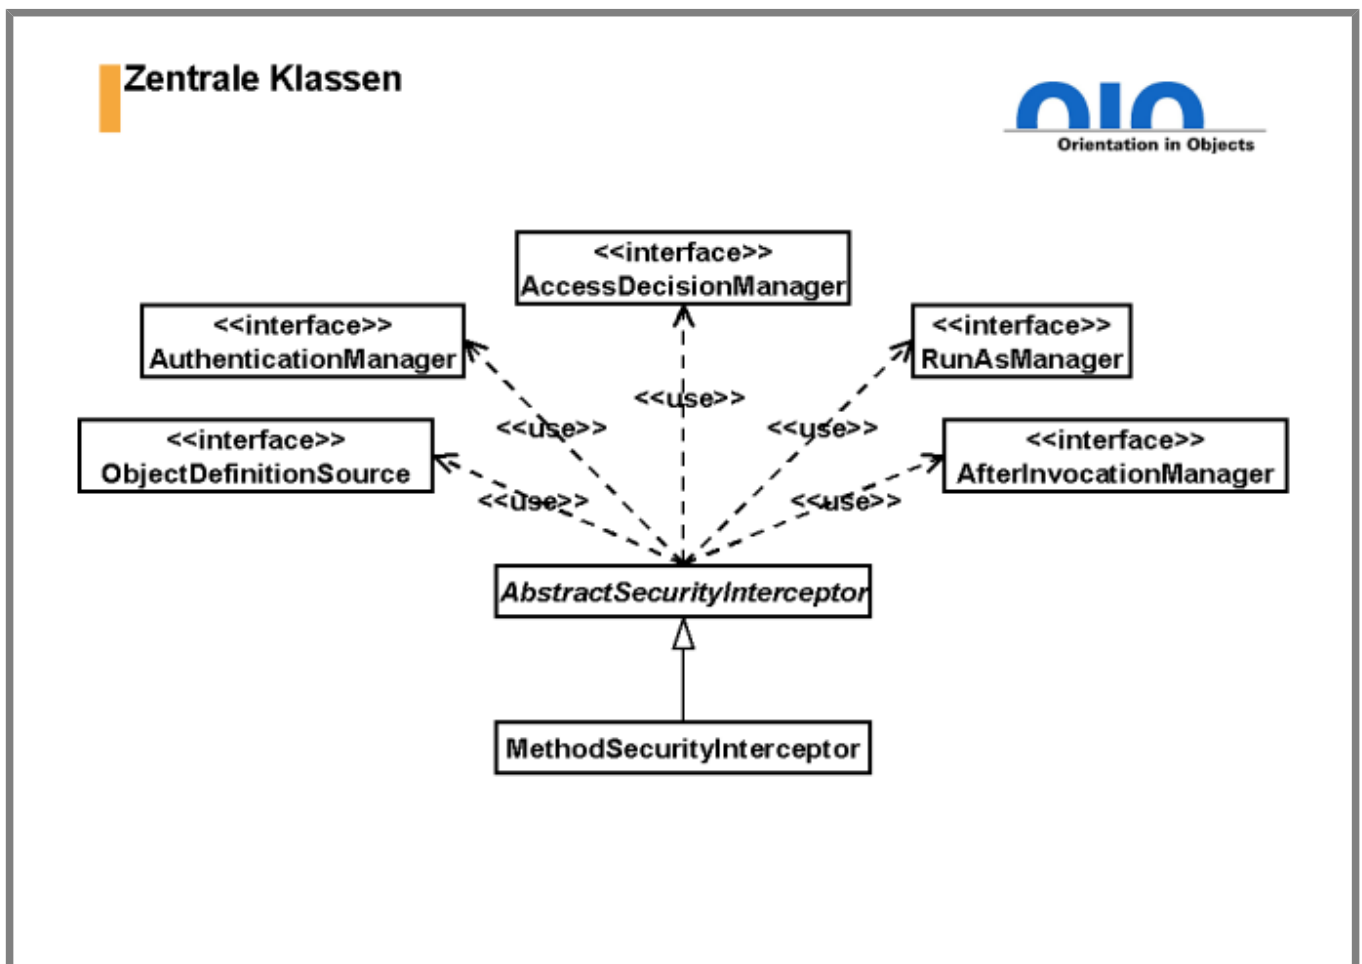 Zentrale Klassen
OIO
Orientation in Objects
<<interface>>
AccessDecisionManager
<<interface>>
AuthenticationManager
<<interface>>
RunAsManager
<<use>>
<<use>>
<<use>>
<<interface>>
ObjectDefinitionSource
<<interface>>
AfterInvocationManager
<<use>>
<<use>>
AbstractSecurityInterceptor
MethodSecurityInterceptor